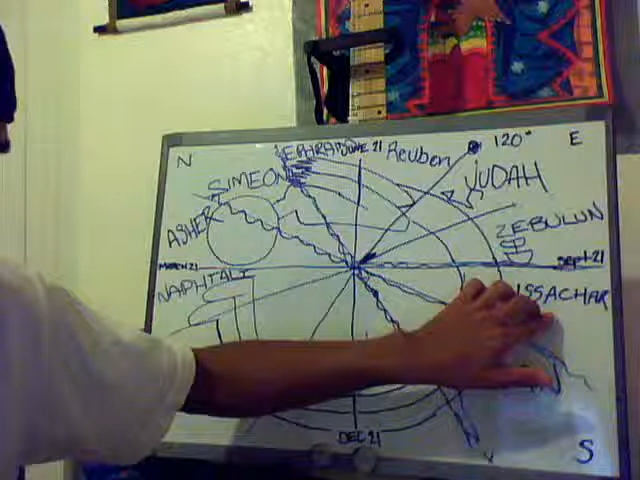 N
E
120°
EPHRAIM
JUNE 21
Reuben
SIMEON
JUDAH
ASHER
ZEBULUN
MARCH 21
SEPT 21
NAPHTALI
ISSACHAR
DEC 21
S